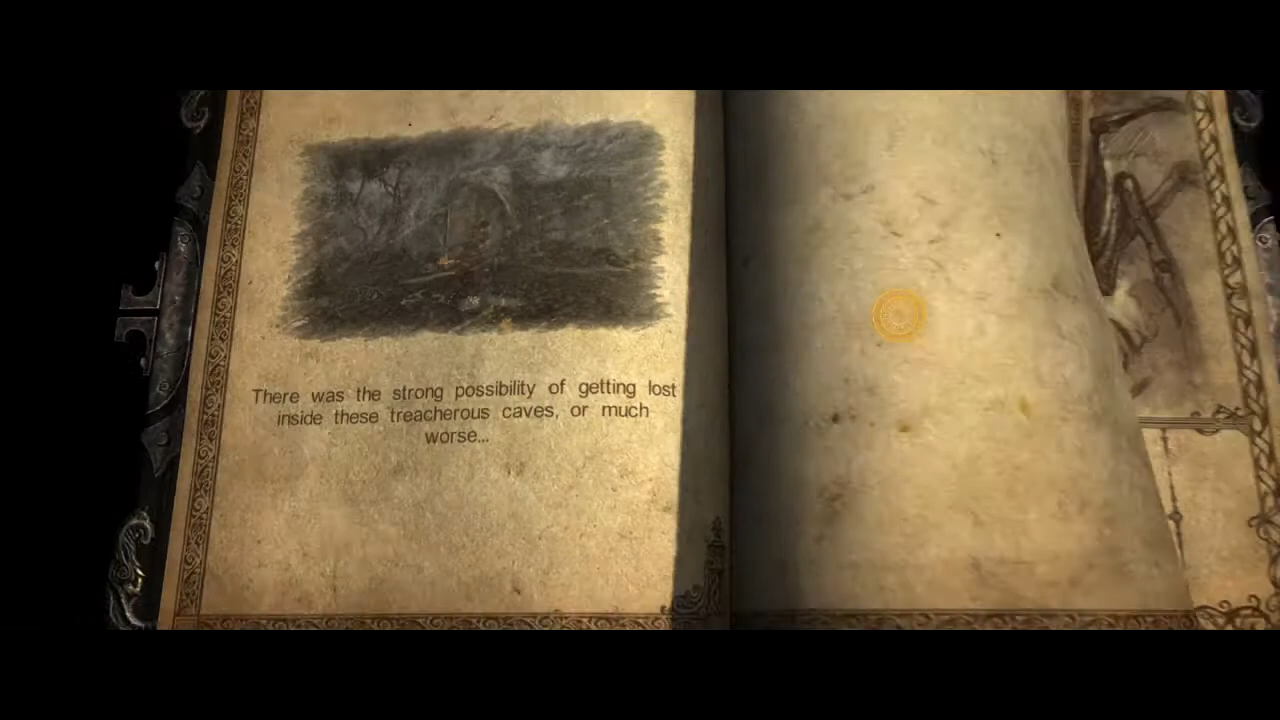 There was the strong possibility of getting lost
inside these treacherous caves, or much
worse...